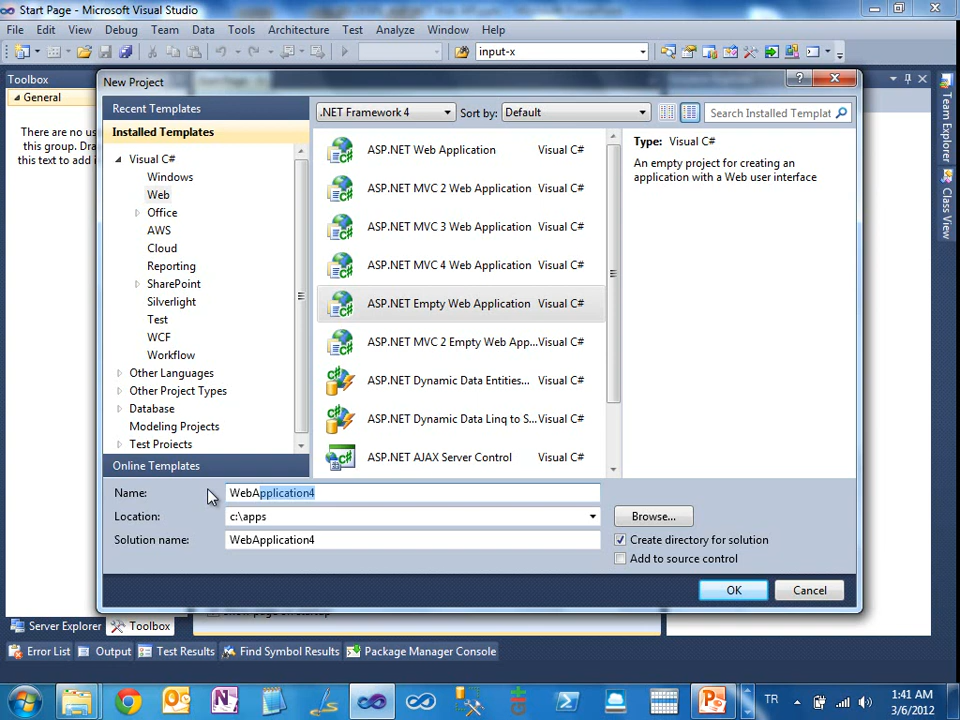 Start Page - Microsoft Visual Studio
File Edit View Debug Team Data Tools Architecture Test Analyze Window Help
input-x
Toolbox
General
There are no us
this group. Dra
this text to add i
New Project
Recent Templates
Installed Templates
Visual C#
Windows
Web
Office
AWS
Cloud
Reporting
SharePoint
Silverlight
Test
WCF
Workflow
Other Languages
Other Project Types
Database
Modeling Projects
Test Projects
Online Templates
.NET Framework 4
Sort by: Default
Search Installed Templat
ASP.NET Web Application Visual C#
ASP.NET MVC 2 Web Application Visual C#
ASP.NET MVC 3 Web Application Visual C#
ASP.NET MVC 4 Web Application Visual C#
ASP.NET Empty Web Application Visual C#
ASP.NET MVC 2 Empty Web App... Visual C#
ASP.NET Dynamic Data Entities... Visual C#
ASP.NET Dynamic Data Linq to S... Visual C#
ASP.NET AJAX Server Control Visual C#
Type: Visual C#
An empty project for creating an
application with a Web user interface
Name: WebApplication4
Location: c:\apps
Browse...
Solution name: WebApplication4
Create directory for solution
Add to source control
OK Cancel
Team Explorer
Class View
Server Explorer Toolbox
Error List Output Test Results Find Symbol Results Package Manager Console
TR
1:41 AM
3/6/2012